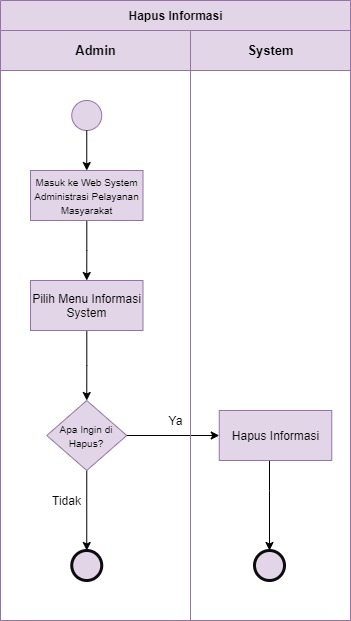 Hapus Informasi
Admin
System
Masuk ke Web System
Administrasi Pelayanan
Masyarakat
Pilih Menu Informasi
System
Apa Ingin di
Hapus?
Ya
Hapus Informasi
Tidak